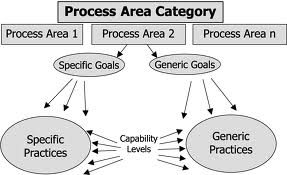 Process Area Category
Process Area 1
Process Area 2
Process Area n
Specific Goals
Generic Goals
Specific
Practices
Capability
Levels
Generic
Practices